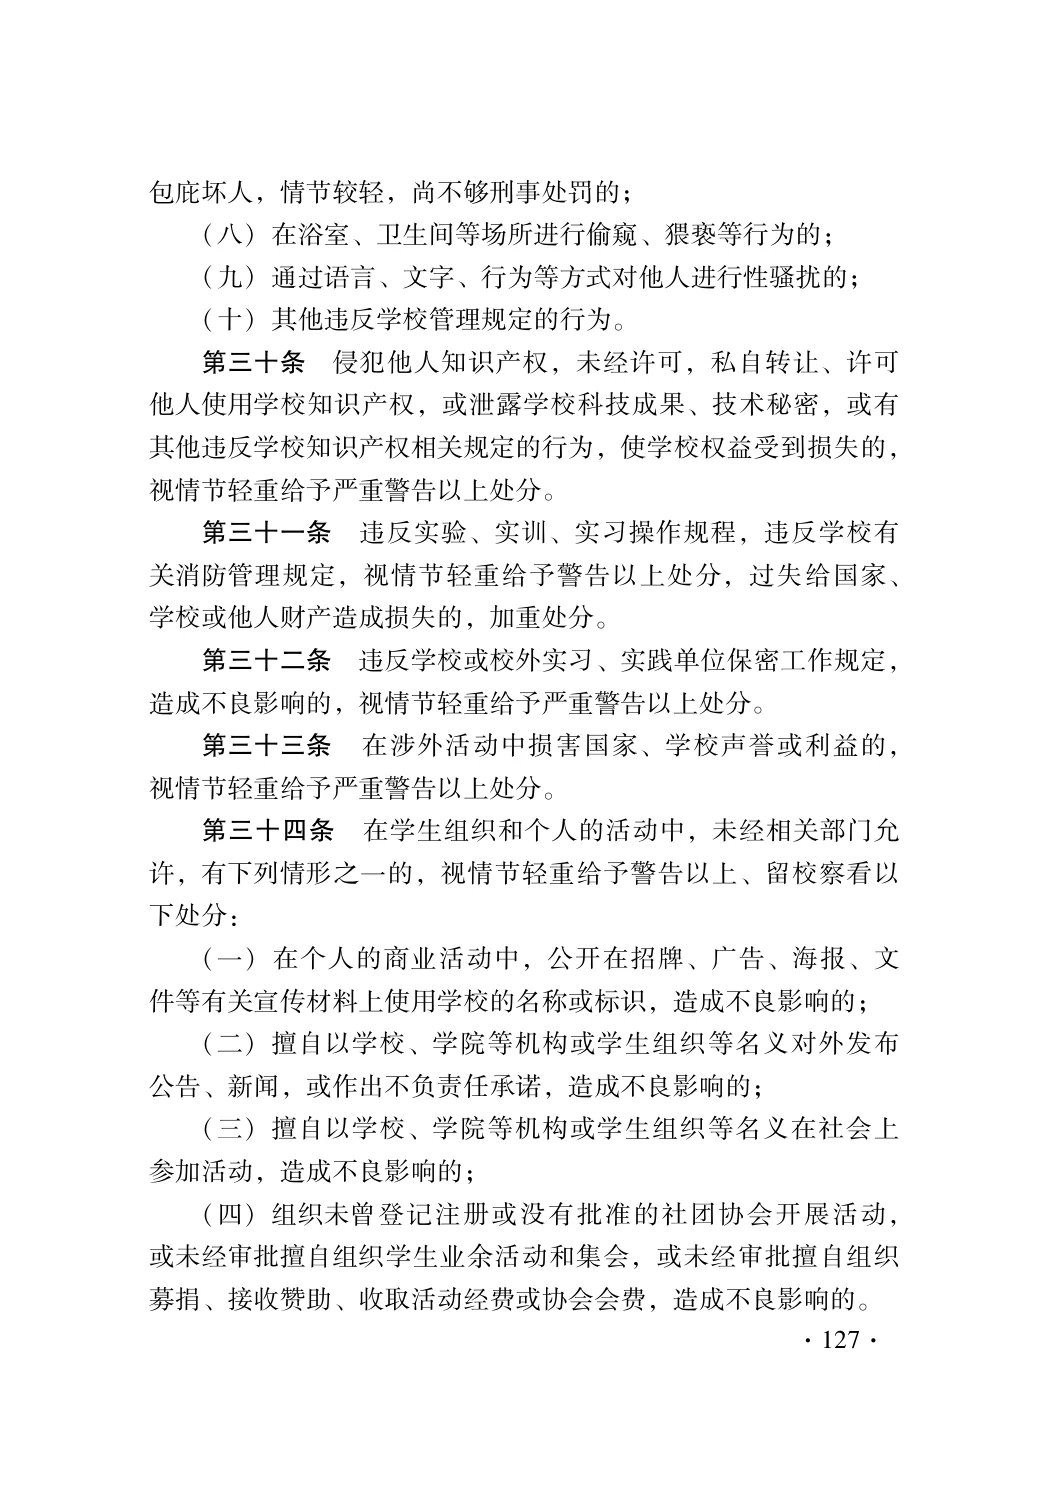 包庇坏人，情节较轻，尚不够刑事处罚的；
（八）在浴室、卫生间等场所进行偷窥、猥亵等行为的；
（九）通过语言、文字、行为等方式对他人进行性骚扰的；
（十）其他违反学校管理规定的行为。
第三十条　侵犯他人知识产权，未经许可，私自转让、许可
他人使用学校知识产权，或泄露学校科技成果、技术秘密，或有
其他违反学校知识产权相关规定的行为，使学校权益受到损失的，
视情节轻重给予严重警告以上处分。
第三十一条　违反实验、实训、实习操作规程，违反学校有
关消防管理规定，视情节轻重给予警告以上处分，过失给国家、
学校或他人财产造成损失的，加重处分。
第三十二条　违反学校或校外实习、实践单位保密工作规定，
造成不良影响的，视情节轻重给予严重警告以上处分。
第三十三条　在涉外活动中损害国家、学校声誉或利益的，
视情节轻重给予严重警告以上处分。
第三十四条　在学生组织和个人的活动中，未经相关部门允
许，有下列情形之一的，视情节轻重给予警告以上、留校察看以
下处分：
（一）在个人的商业活动中，公开在招牌、广告、海报、文
件等有关宣传材料上使用学校的名称或标识，造成不良影响的；
（二）擅自以学校、学院等机构或学生组织等名义对外发布
公告、新闻，或作出不负责任承诺，造成不良影响的；
（三）擅自以学校、学院等机构或学生组织等名义在社会上
参加活动，造成不良影响的；
（四）组织未曾登记注册或没有批准的社团协会开展活动，
或未经审批擅自组织学生业余活动和集会，或未经审批擅自组织
募捐、接收赞助、收取活动经费或协会会费，造成不良影响的。
· 127 ·